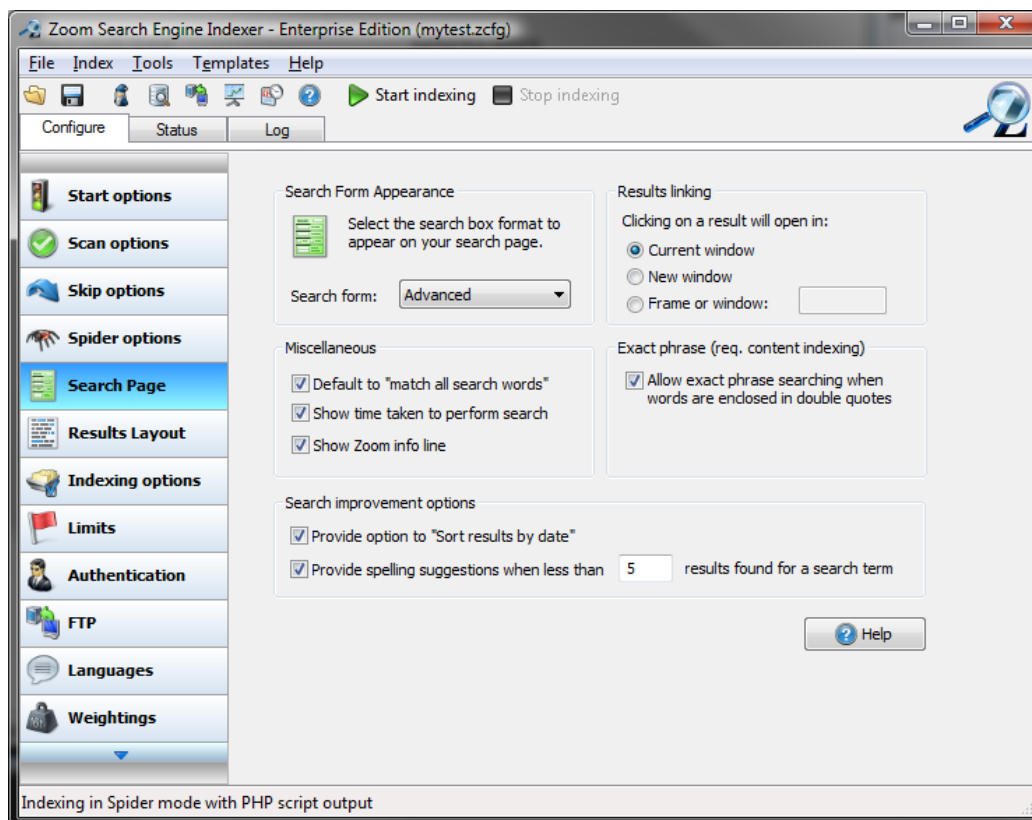 Zoom Search Engine Indexer - Enterprise Edition (mytest.zcfg)
File Index Tools Templates Help
Start indexing Stop indexing
Configure Status Log
Start options
Scan options
Skip options
Spider options
Search Page
Results Layout
Indexing options
Limits
Authentication
FTP
Languages
Weightings
Search Form Appearance
Select the search box format to
appear on your search page.
Search form: Advanced
Results linking
Clicking on a result will open in:
Current window
New window
Frame or window:
Miscellaneous
Default to "match all search words"
Show time taken to perform search
Show Zoom info line
Exact phrase (req. content indexing)
Allow exact phrase searching when
words are enclosed in double quotes
Search improvement options
Provide option to "Sort results by date"
Provide spelling suggestions when less than 5 results found for a search term
Help
Indexing in Spider mode with PHP script output